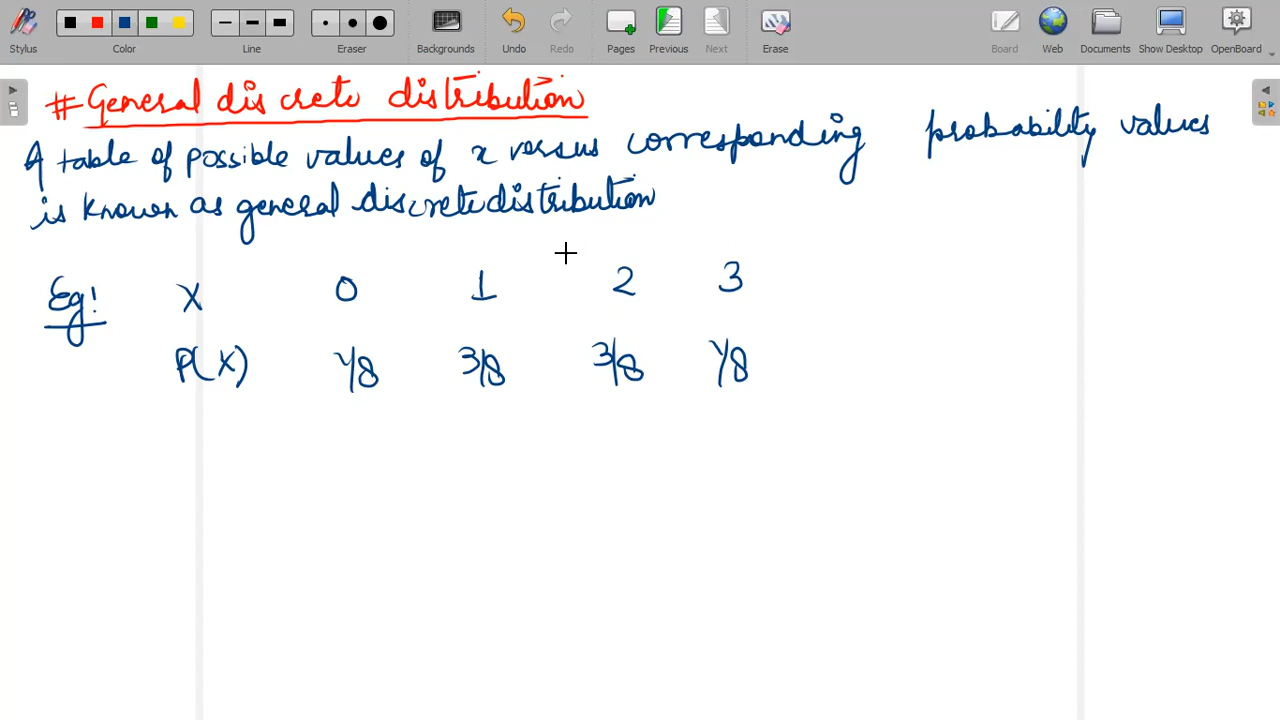 Stylus Color Line Eraser Backgrounds Undo Redo Pages Previous Next Erase Board Web Documents Show Desktop OpenBoard
# General discrete distribution
A table of possible values of x versus corresponding probability values
is known as general discrete distribution
Eg! X 0 1 2 3
P(X) 1/8 3/8 3/8 1/8